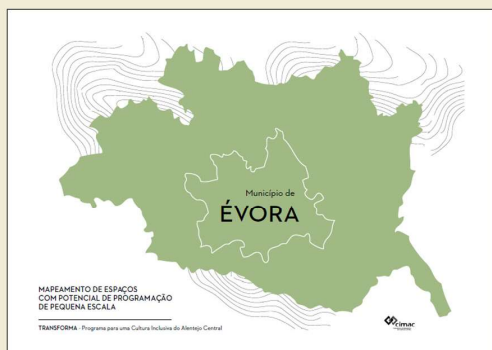 Município de
ÉVORA
MAPEAMENTO DE ESPAÇOS
COM POTENCIAL DE PROGRAMAÇÃO
DE PEQUENA ESCALA
TRANSFORMA - Programa para uma Cultura Inclusiva do Alentejo Central
cimac